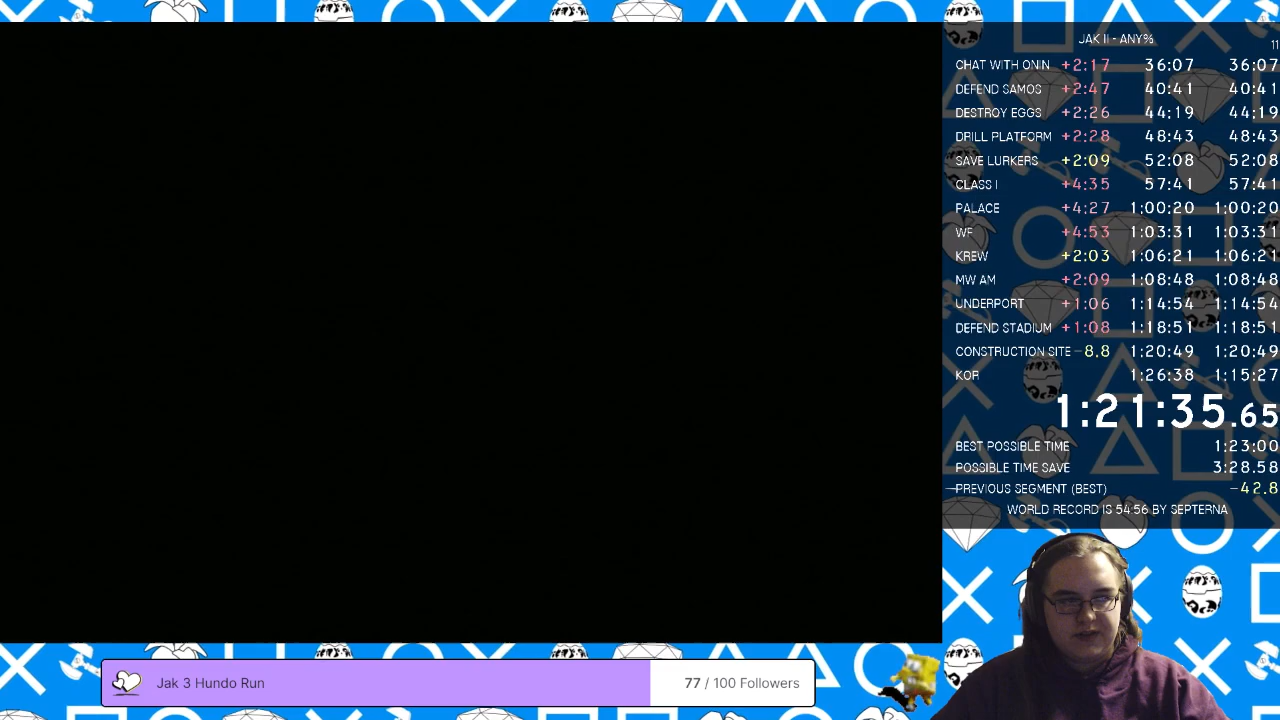 JAK II - ANY%
11
CHAT WITH ONIN +2:17 36:07 36:07
DEFEND SAMOS +2:47 40:41 40:41
DESTROY EGGS +2:26 44:19 44:19
DRILL PLATFORM +2:28 48:43 48:43
SAVE LURKERS +2:09 52:08 52:08
CLASS I +4:35 57:41 57:41
PALACE +4:27 1:00:20 1:00:20
WF +4:53 1:03:31 1:03:31
KREW +2:03 1:06:21 1:06:21
MW AM +2:09 1:08:48 1:08:48
UNDERPORT +1:06 1:14:54 1:14:54
DEFEND STADIUM +1:08 1:18:51 1:18:51
CONSTRUCTION SITE -8.8 1:20:49 1:20:49
KOR 1:26:38 1:15:27
1:21:35.65
BEST POSSIBLE TIME 1:23:00
POSSIBLE TIME SAVE 3:28.58
PREVIOUS SEGMENT (BEST) -42.8
WORLD RECORD IS 54:56 BY SEPTERNA
Jak 3 Hundo Run 77 / 100 Followers